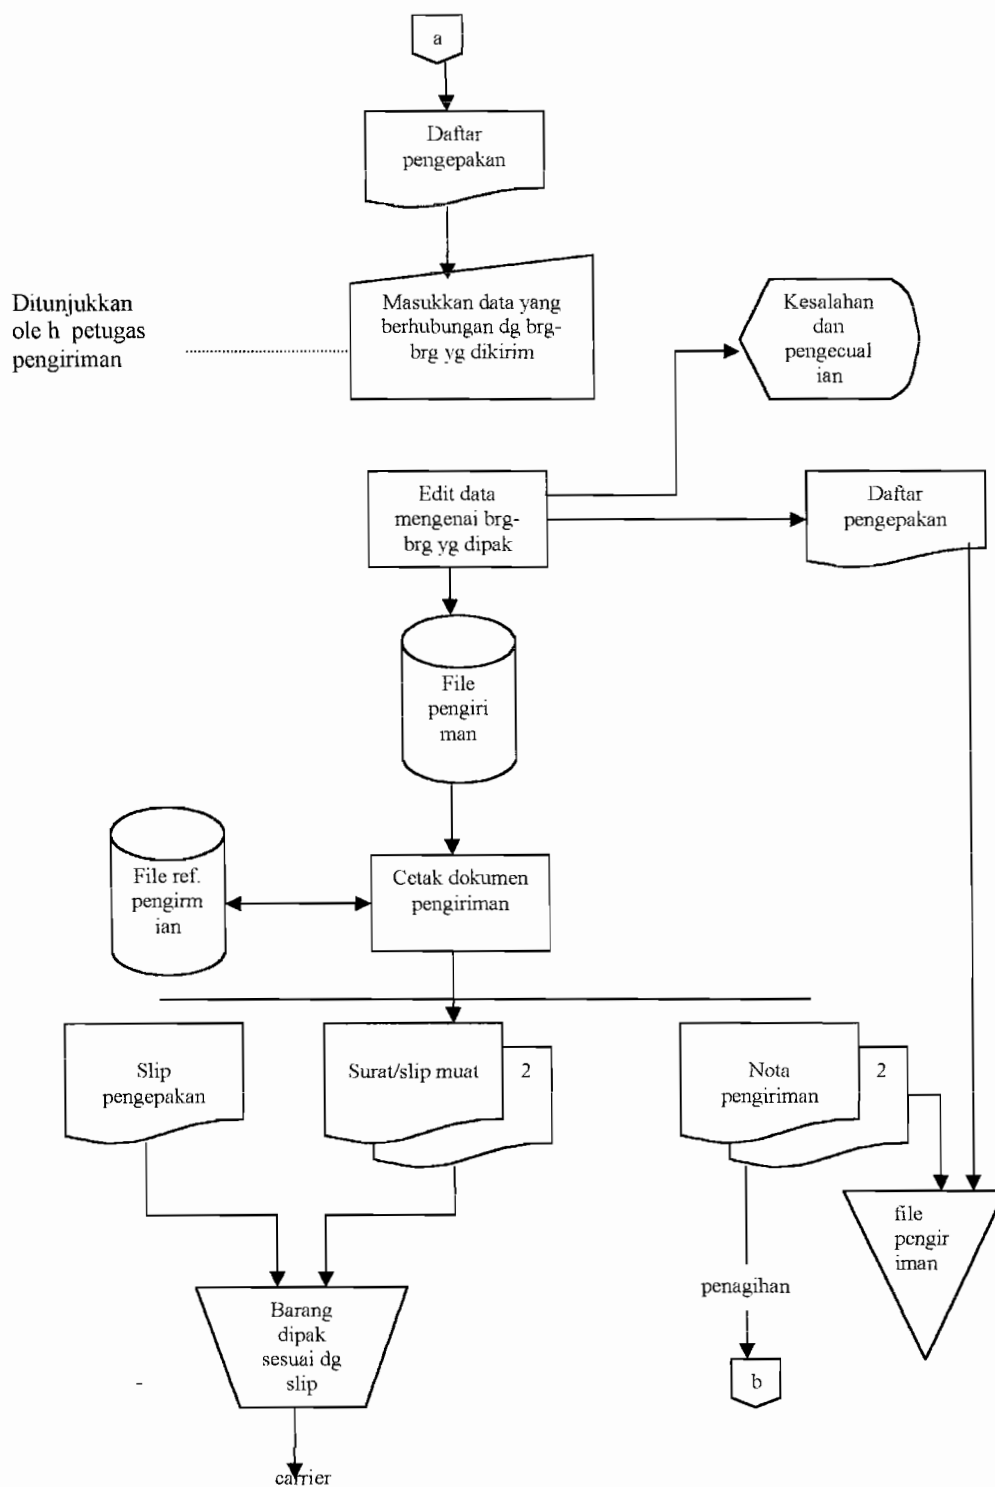 a
Daftar
pengepakan
Ditunjukkan
ole h petugas
pengiriman
Masukkan data yang
berhubungan dg brg-
brg yg dikirim
Kesalahan
dan
pengecual
ian
Edit data
mengenai brg-
brg yg dipak
Daftar
pengepakan
File
pengiri
man
File ref.
pengirm
ian
Cetak dokumen
pengiriman
Slip
pengepakan
Surat/slip muat
2
Nota
pengiriman
2
file
pengir
iman
penagihan
Barang
dipak
sesuai dg
slip
b
carrier